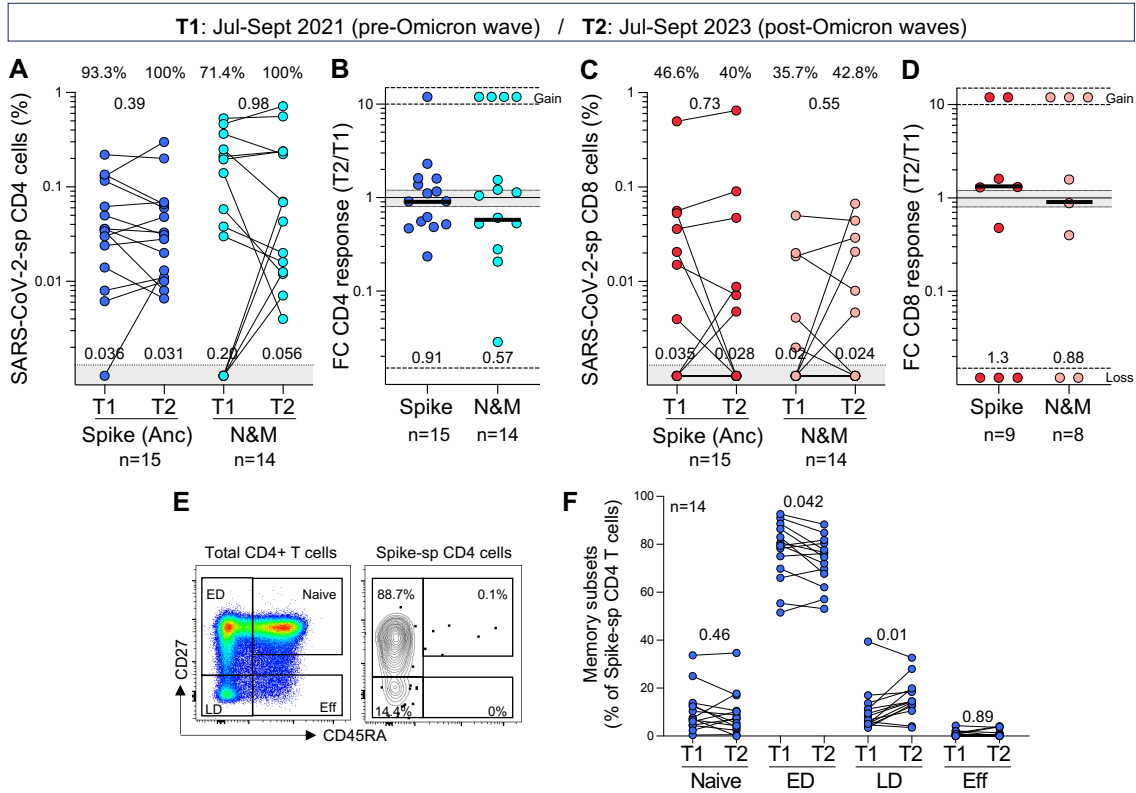 T1: Jul-Sept 2021 (pre-Omicron wave) / T2: Jul-Sept 2023 (post-Omicron waves)
A
93.3% 100% 71.4% 100%
SARS-CoV-2-sp CD4 cells (%)
1
0.1
0.01
0.39 0.98
0.036 0.031 0.20 0.056
T1 T2 T1 T2
Spike (Anc) N&M
n=15 n=14
B
FC CD4 response (T2/T1)
10
1
0.1
Gain
0.91 0.57
Spike N&M
n=15 n=14
C
46.6% 40% 35.7% 42.8%
SARS-CoV-2-sp CD8 cells (%)
1
0.1
0.01
0.73 0.55
0.035 0.028 0.02 0.024
T1 T2 T1 T2
Spike (Anc) N&M
n=15 n=14
D
FC CD8 response (T2/T1)
10
1
0.1
Gain
1.3 0.88
Loss
Spike N&M
n=9 n=8
E
Total CD4+ T cells
Spike-sp CD4 cells
ED Naive
LD Eff
88.7% 0.1%
14.4% 0%
CD27
CD45RA
F
Memory subsets
(% of Spike-sp CD4 T cells)
100
80
60
40
20
0
n=14
0.46 0.042 0.01 0.89
T1 T2 T1 T2 T1 T2 T1 T2
Naive ED LD Eff